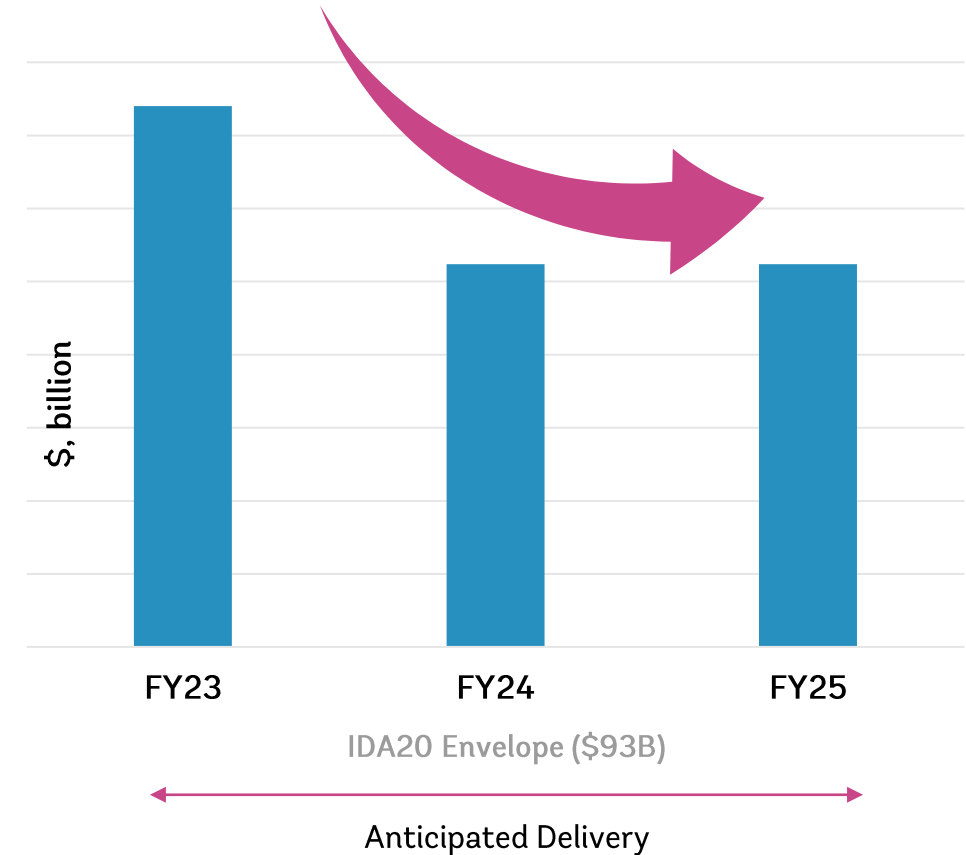 $, billion
FY23 FY24 FY25
IDA20 Envelope ($93B)
Anticipated Delivery